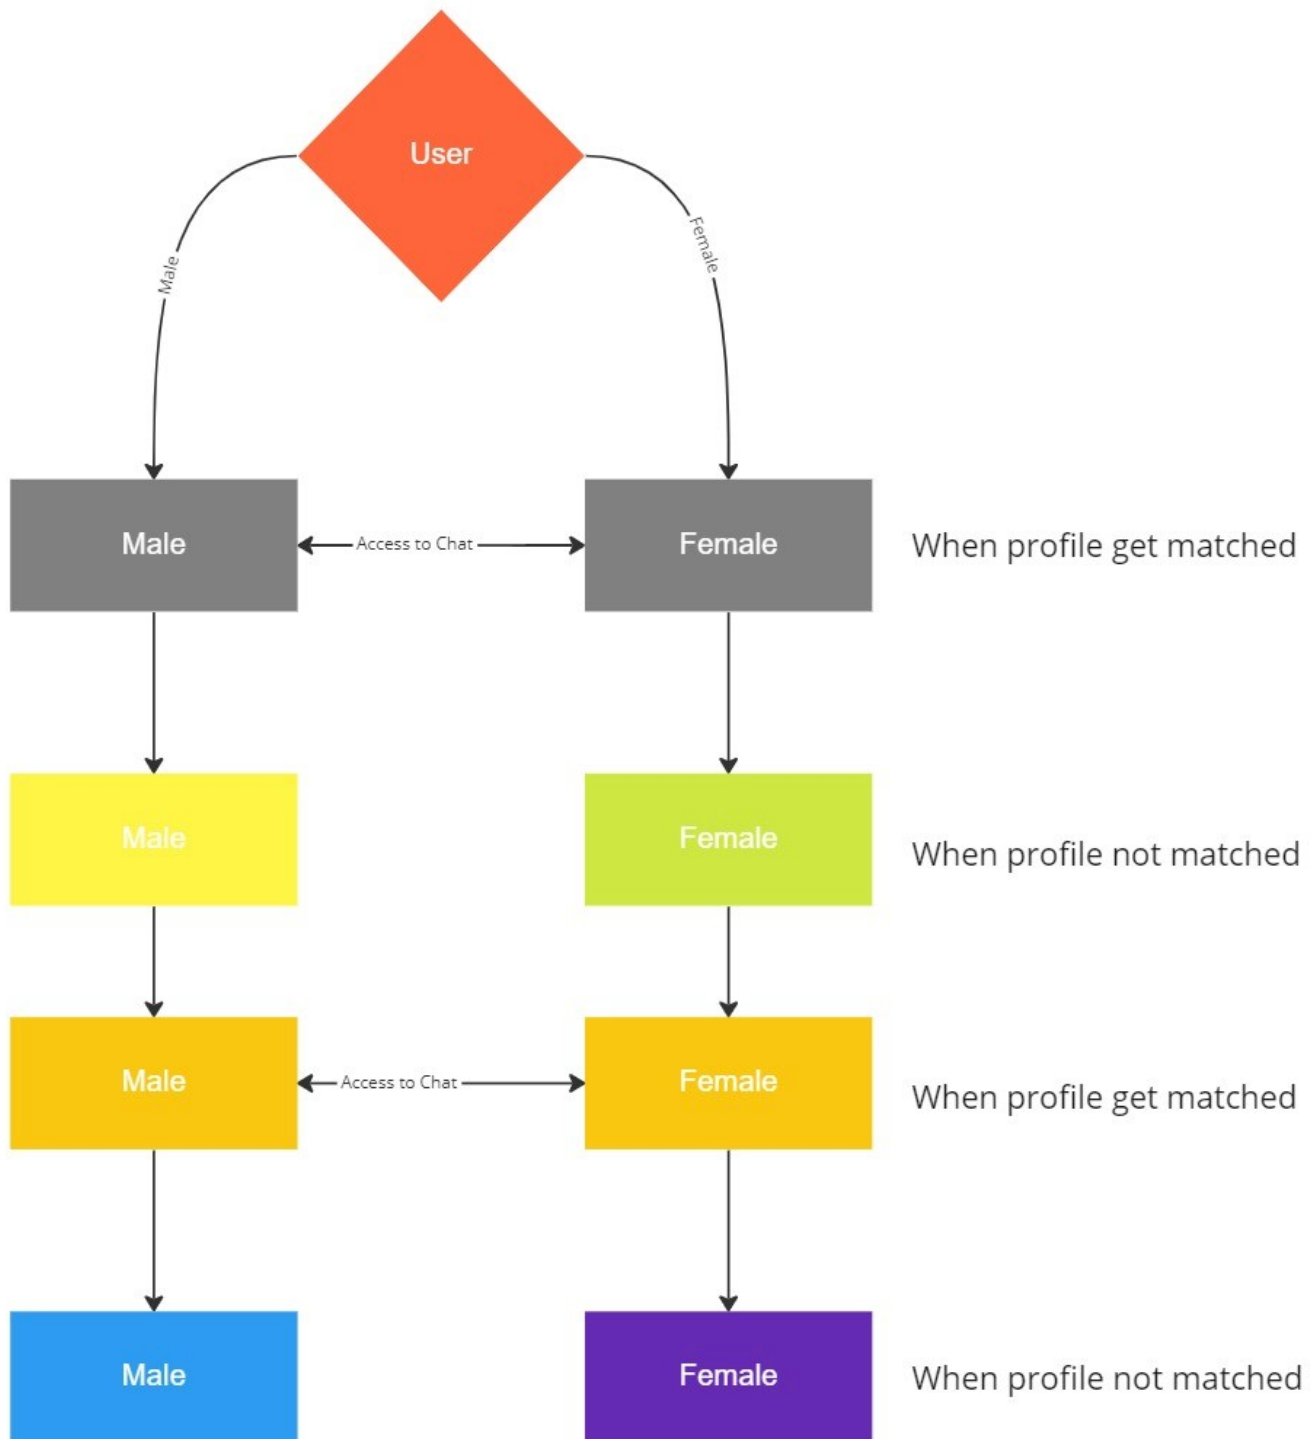 User
Male
Female
Male
Access to Chat
Female
When profile get matched
Male
Female
When profile not matched
Male
Access to Chat
Female
When profile get matched
Male
Female
When profile not matched